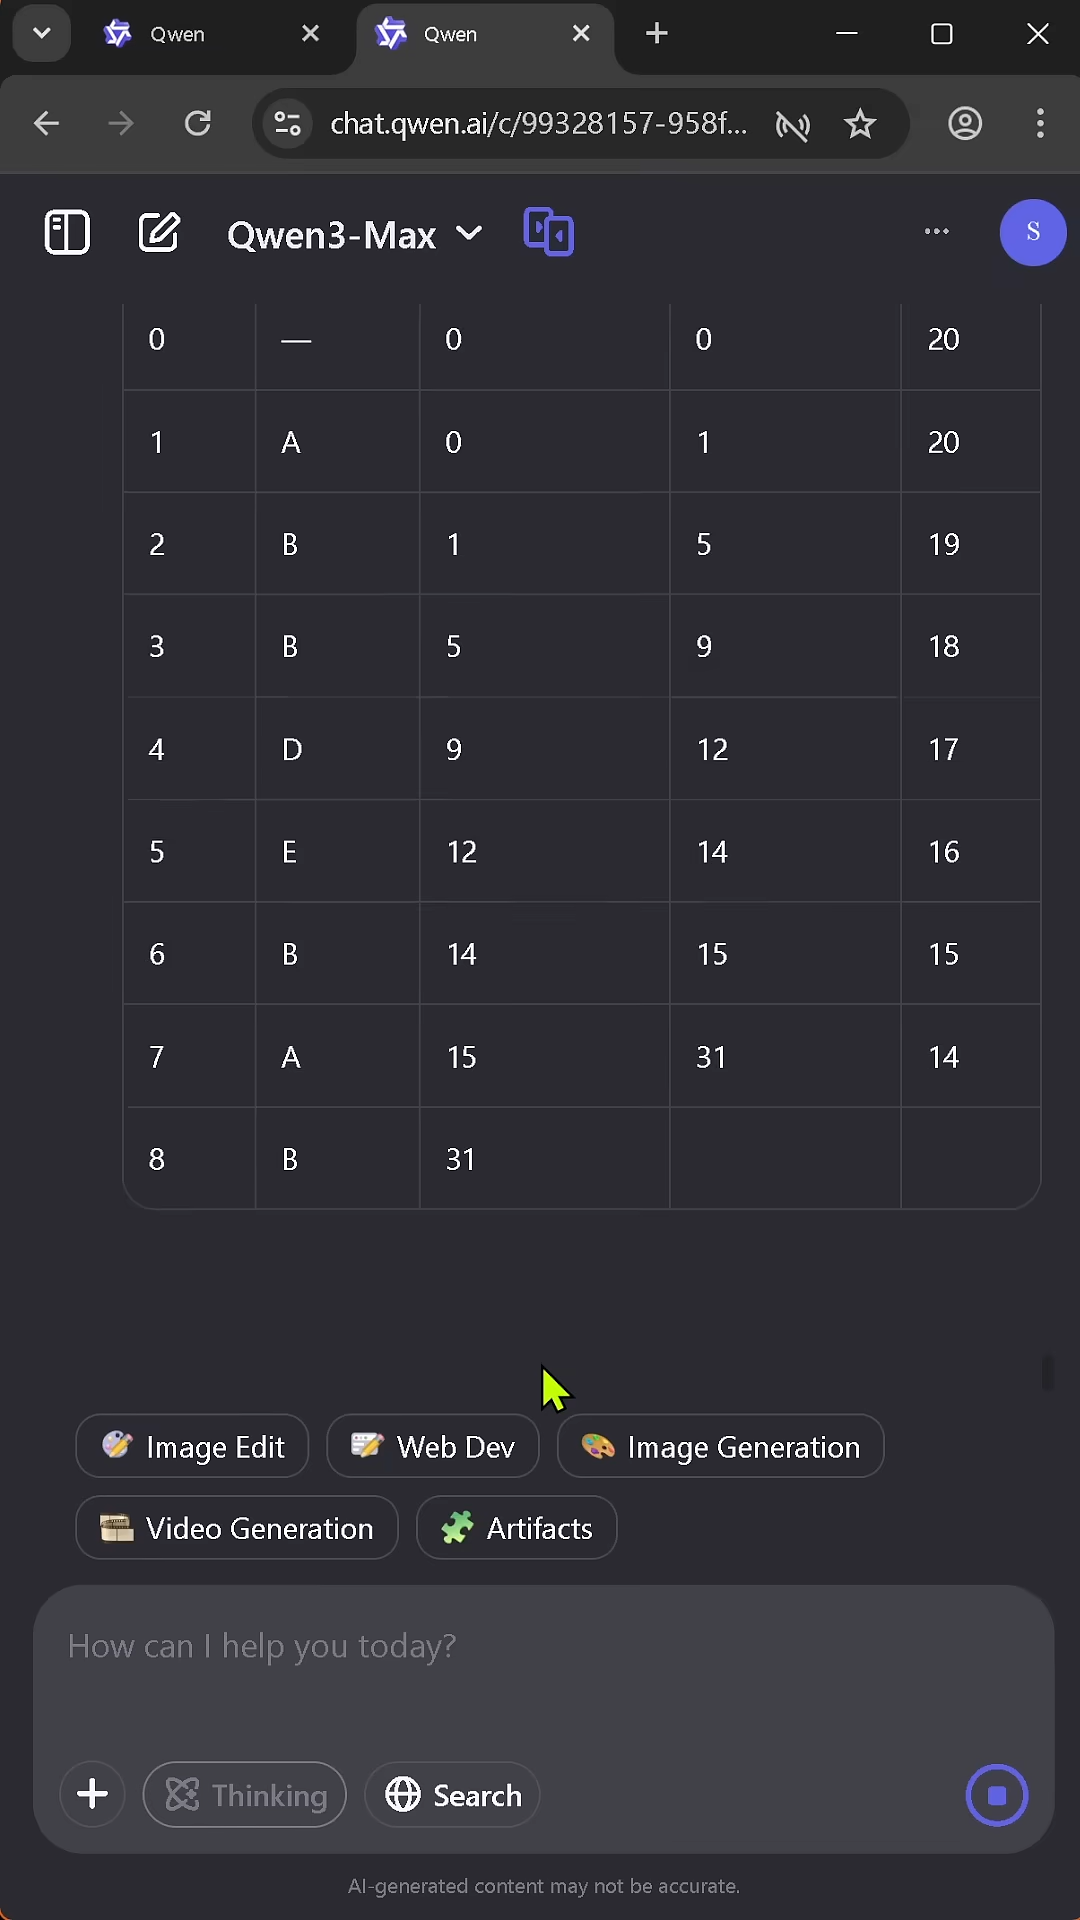 Qwen
Qwen
chat.qwen.ai/c/99328157-958f...
Qwen3-Max
S
0 — 0 0 20
1 A 0 1 20
2 B 1 5 19
3 B 5 9 18
4 D 9 12 17
5 E 12 14 16
6 B 14 15 15
7 A 15 31 14
8 B 31
Image Edit Web Dev Image Generation
Video Generation Artifacts
How can I help you today?
Thinking Search
AI-generated content may not be accurate.